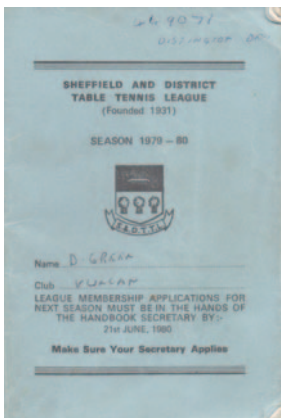 9071
SHEFFIELD AND DISTRICT
TABLE TENNIS LEAGUE
(Founded 1931)
SEASON 1979 – 80
S.A.D.T.T.L.
Name D GREEN
Club VULCAN
LEAGUE MEMBERSHIP APPLICATIONS FOR
NEXT SEASON MUST BE IN THE HANDS OF
THE HANDBOOK SECRETARY BY:-
21st JUNE, 1980
Make Sure Your Secretary Applies